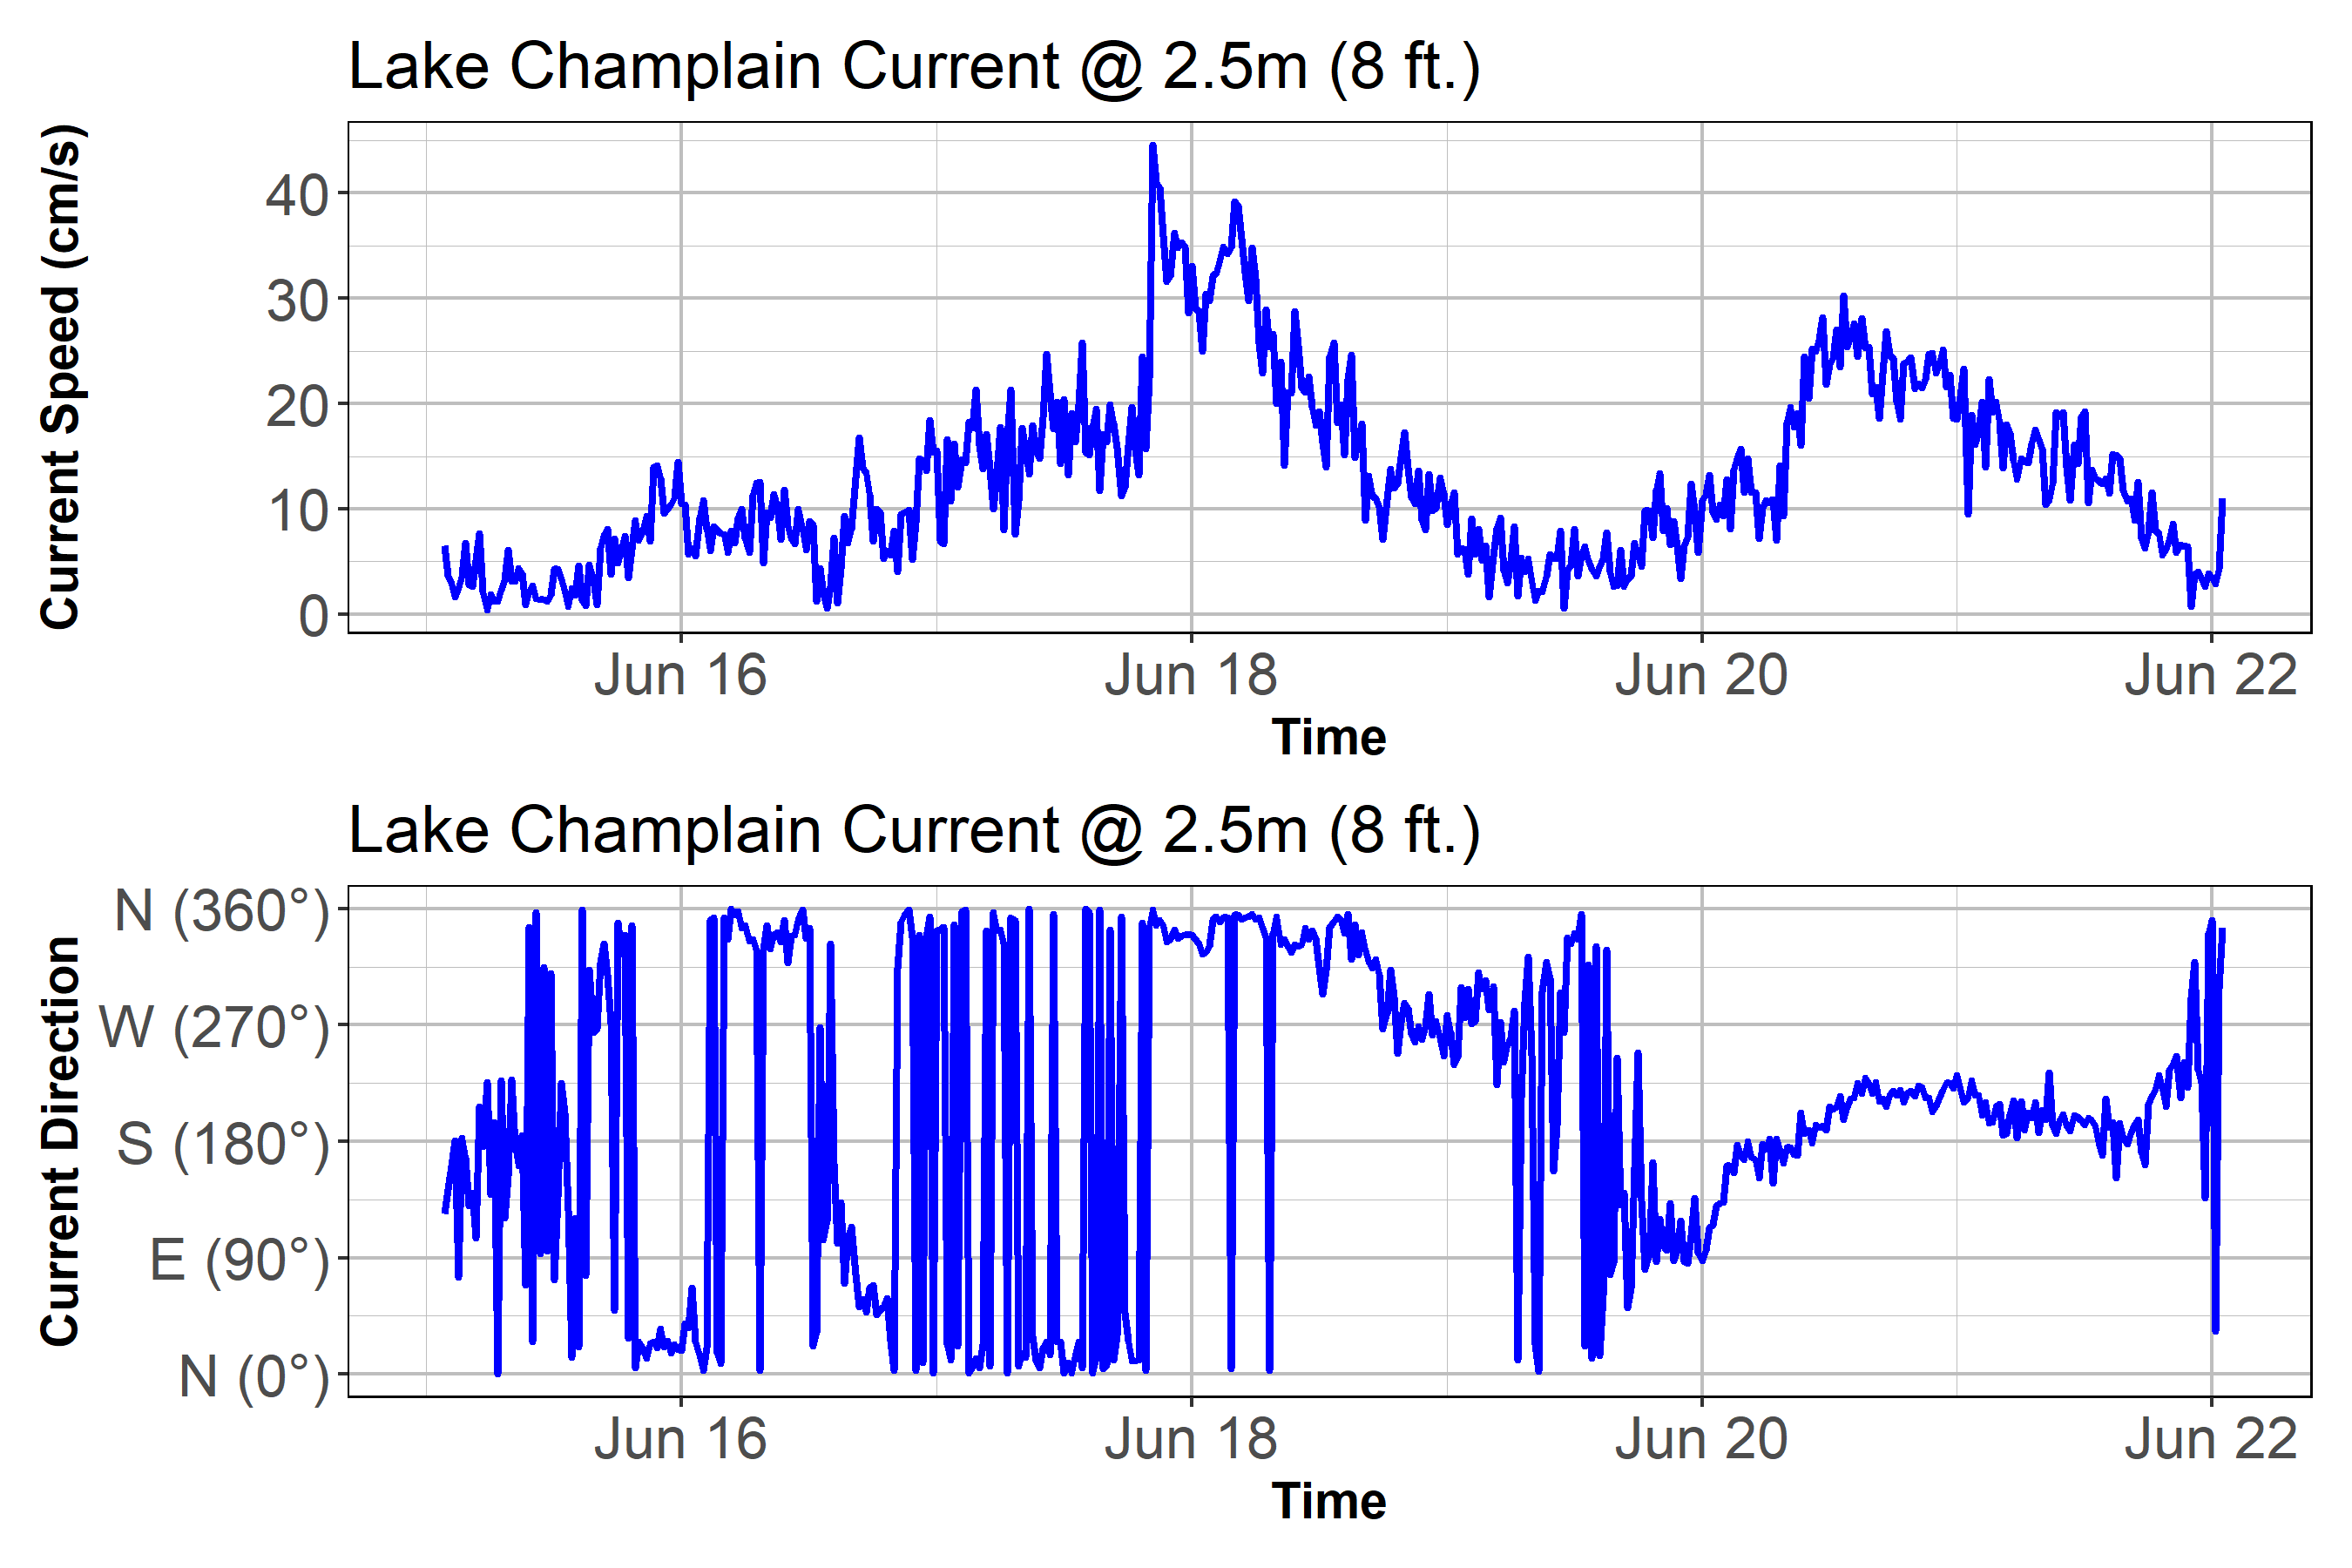 Lake Champlain Current @ 2.5m (8 ft.)
Current Speed (cm/s)
40
30
20
10
0
Jun 16 Jun 18 Jun 20 Jun 22
Time
Lake Champlain Current @ 2.5m (8 ft.)
Current Direction
N (360°)
W (270°)
S (180°)
E (90°)
N (0°)
Jun 16 Jun 18 Jun 20 Jun 22
Time